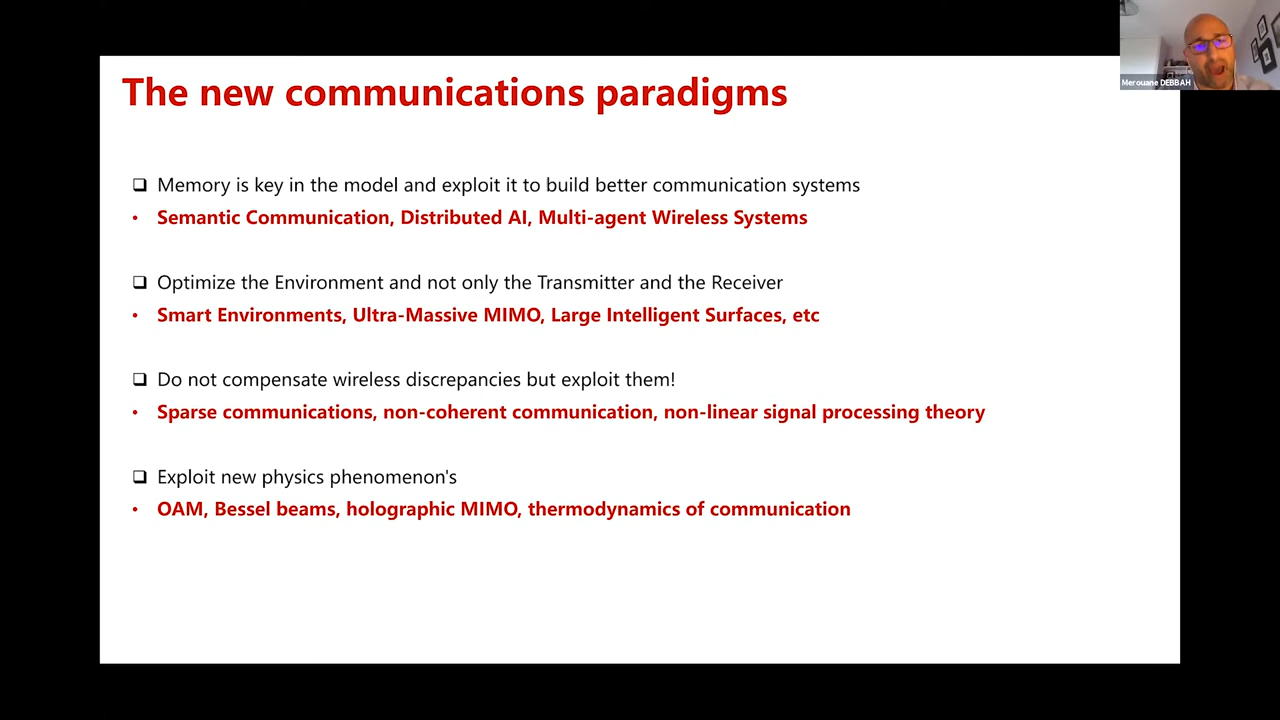 Merouane DEBBAH
The new communications paradigms
❑ Memory is key in the model and exploit it to build better communication systems
• Semantic Communication, Distributed AI, Multi-agent Wireless Systems
❑ Optimize the Environment and not only the Transmitter and the Receiver
• Smart Environments, Ultra-Massive MIMO, Large Intelligent Surfaces, etc
❑ Do not compensate wireless discrepancies but exploit them!
• Sparse communications, non-coherent communication, non-linear signal processing theory
❑ Exploit new physics phenomenon's
• OAM, Bessel beams, holographic MIMO, thermodynamics of communication